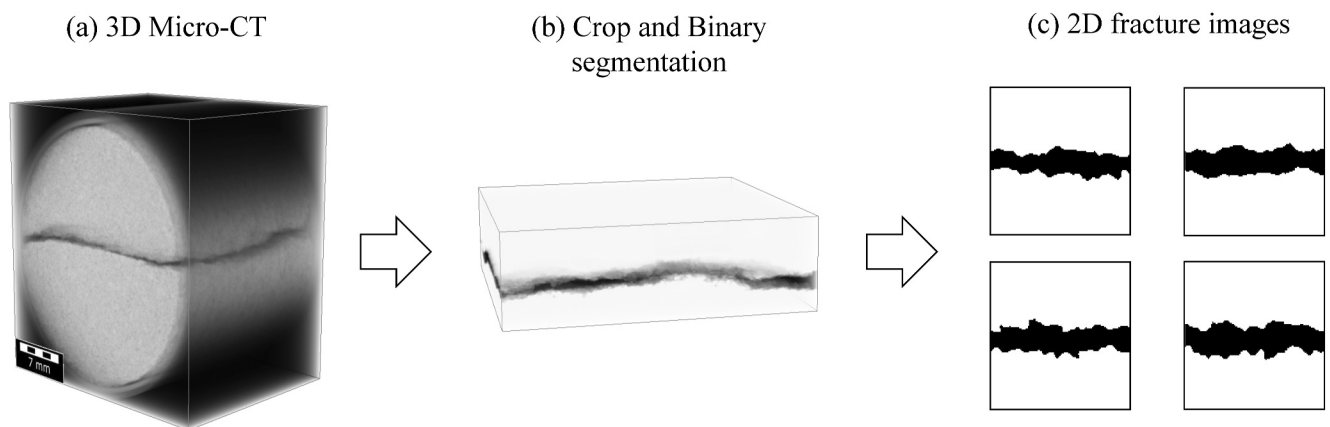 (a) 3D Micro-CT
(b) Crop and Binary
segmentation
(c) 2D fracture images
7 mm